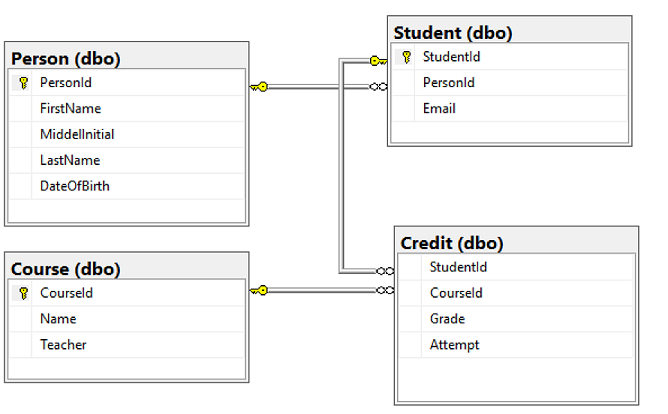 Person (dbo)
PersonId
FirstName
MiddelInitial
LastName
DateOfBirth
Student (dbo)
StudentId
PersonId
Email
Course (dbo)
CourseId
Name
Teacher
Credit (dbo)
StudentId
CourseId
Grade
Attempt